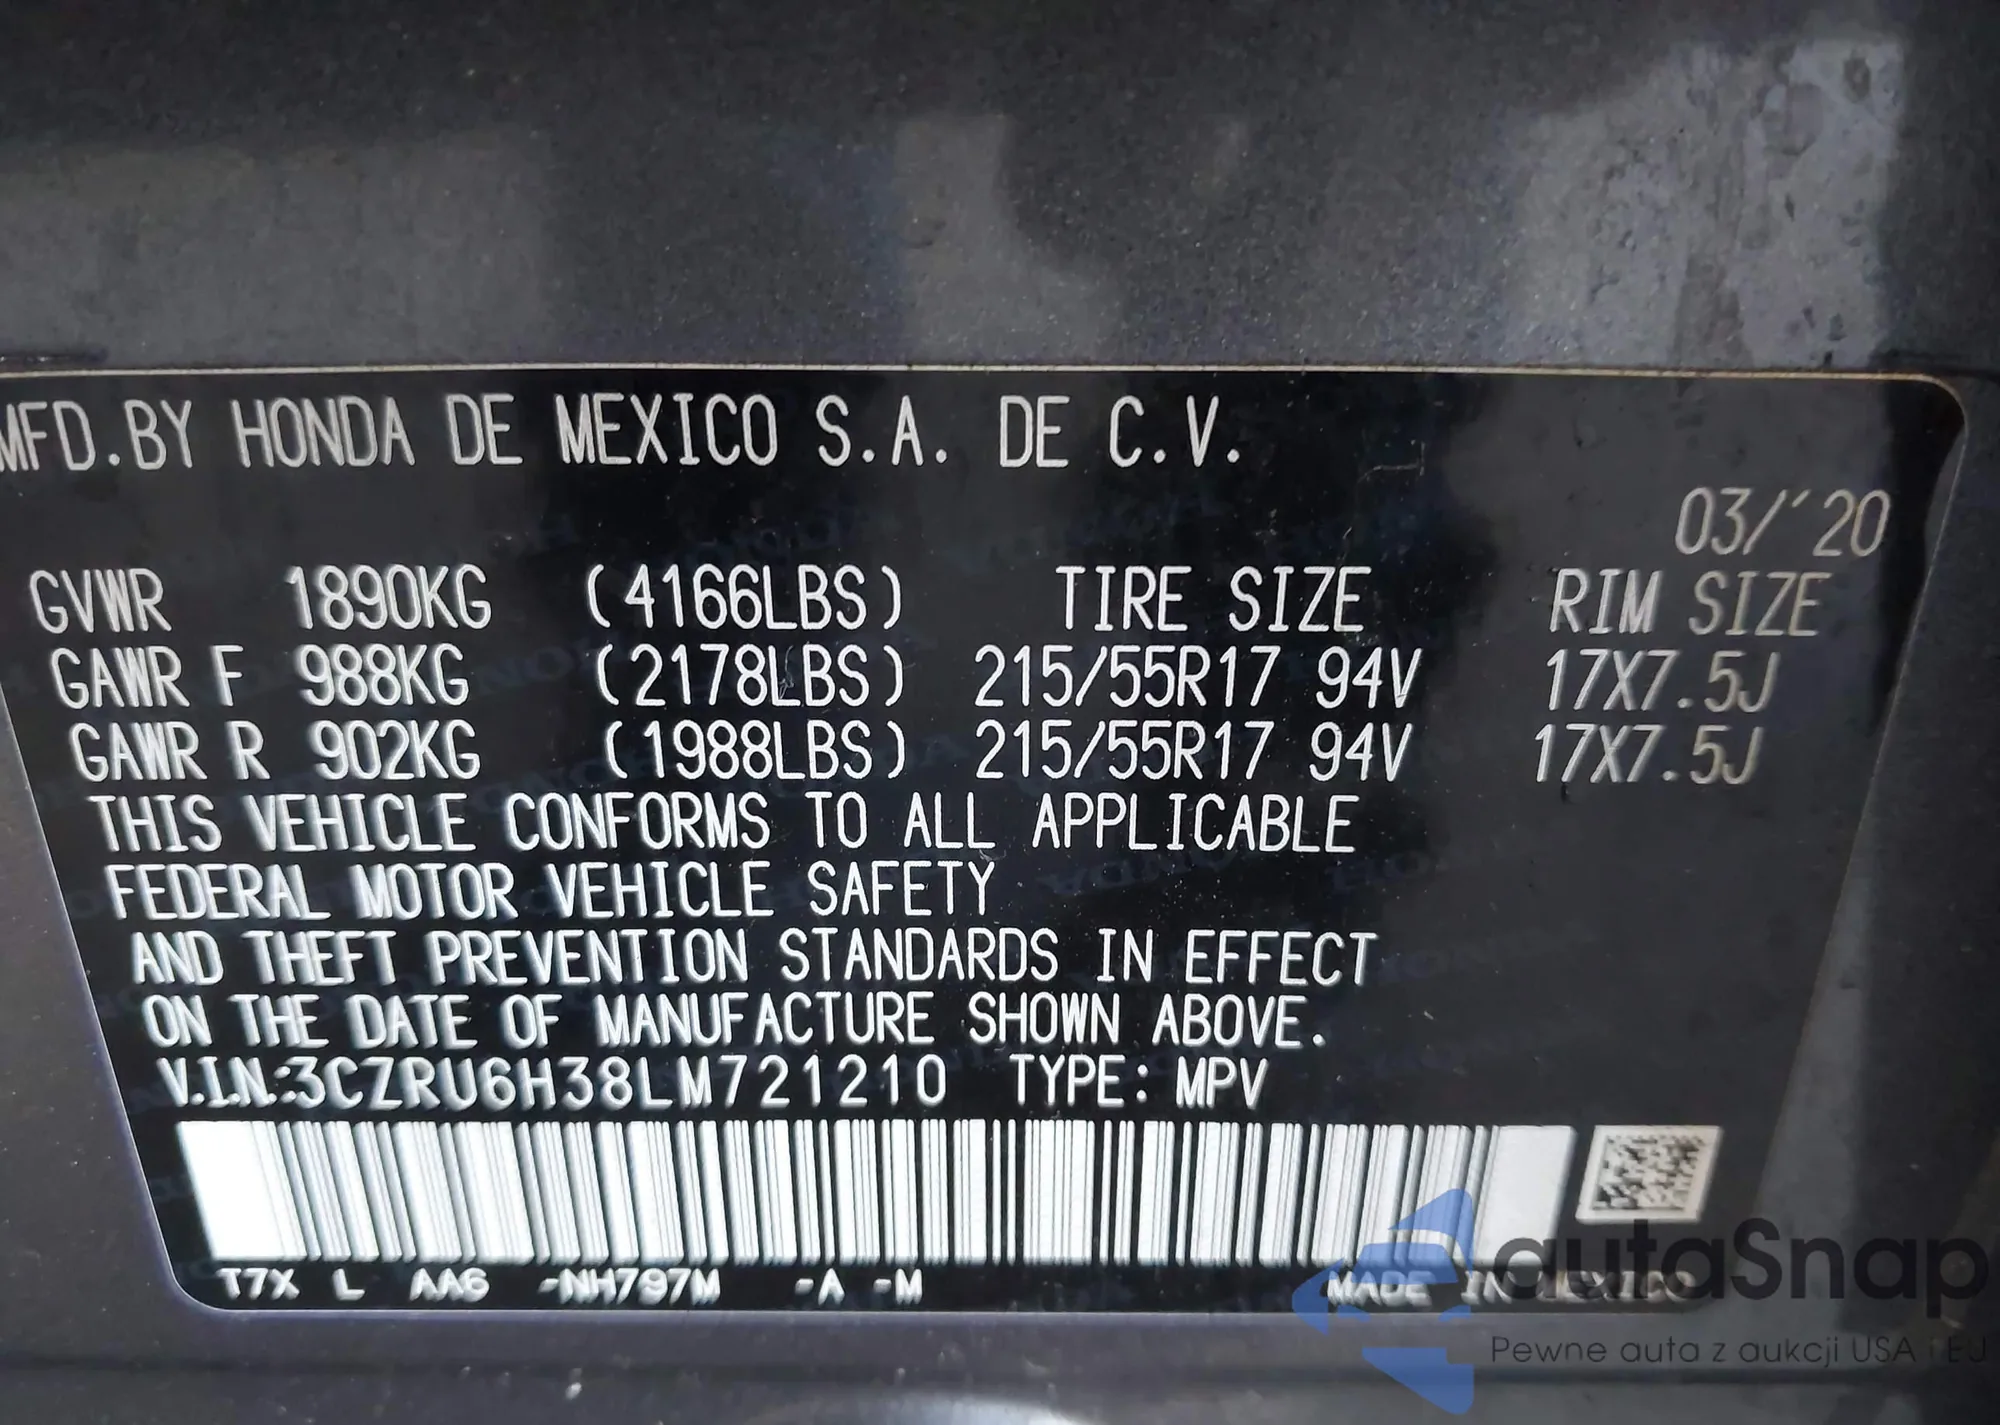 MFD.BY HONDA DE MEXICO S.A. DE C.V.
03/'20
GVWR 1890KG (4166LBS) TIRE SIZE RIM SIZE
GAWR F 988KG (2178LBS) 215/55R17 94V 17X7.5J
GAWR R 902KG (1988LBS) 215/55R17 94V 17X7.5J
THIS VEHICLE CONFORMS TO ALL APPLICABLE
FEDERAL MOTOR VEHICLE SAFETY
AND THEFT PREVENTION STANDARDS IN EFFECT
ON THE DATE OF MANUFACTURE SHOWN ABOVE.
V.I.N.:3CZRU6H38LM721210 TYPE: MPV
T7X L AA6 -NH797M -A -M MADE IN MEXICO
autaSnap
Pewne auta z aukcji USA i EU